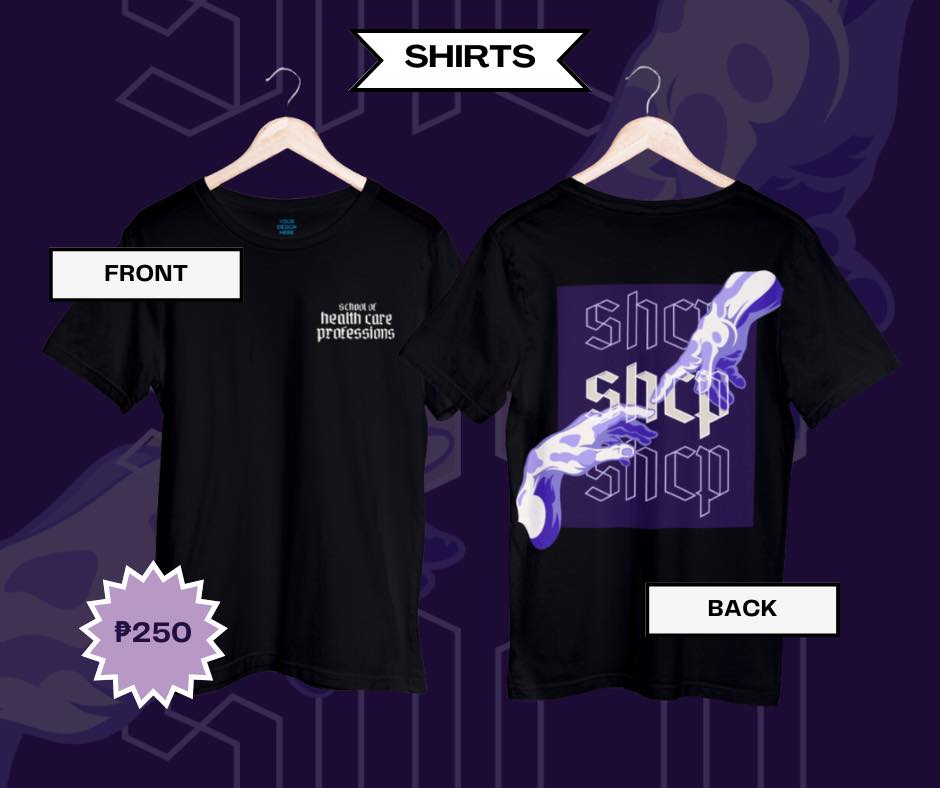 SHIRTS
FRONT
YOUR
DESIGN
HERE
school of
health care
professions
shcp
shcp
shcp
₱250
BACK